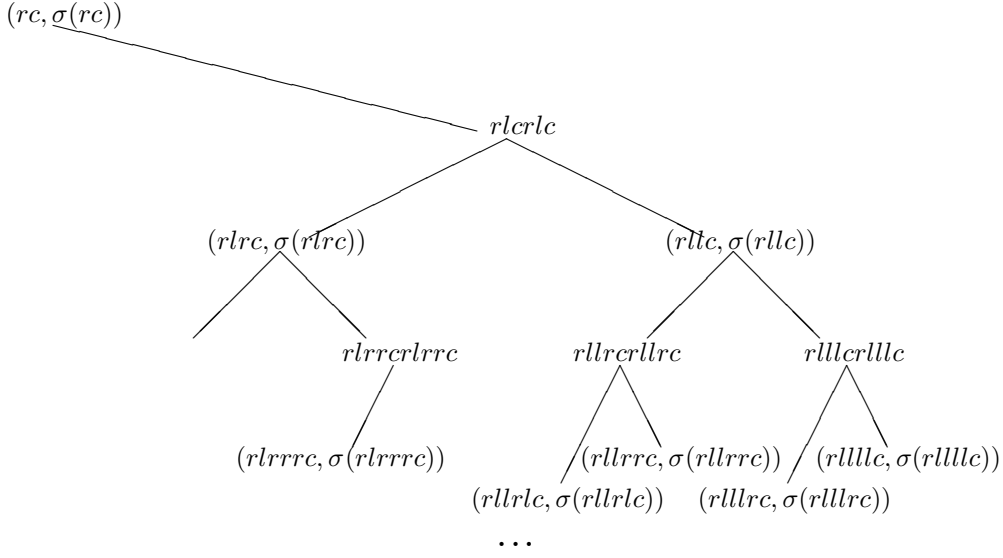 (rc, σ(rc))
rlcrlc
(rlrc, σ(rlrc)) (rllc, σ(rllc))
rlrrcrlrrc rllrcrllrc rlllcrlllc
(rlrrrc, σ(rlrrrc)) (rllrrc, σ(rllrrc)) (rllllc, σ(rllllc))
(rllrlc, σ(rllrlc)) (rlllrc, σ(rlllrc))
...